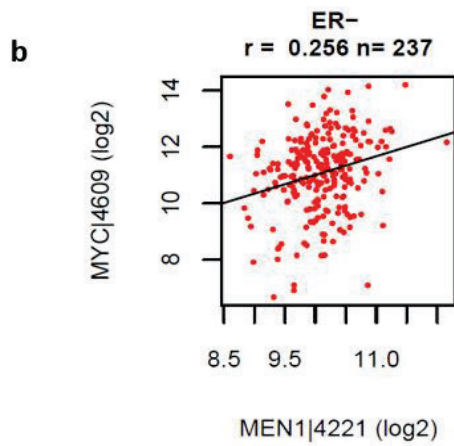 b
ER−
r = 0.256 n= 237
MYC|4609 (log2)
14
12
10
8
8.5 9.5 11.0
MEN1|4221 (log2)